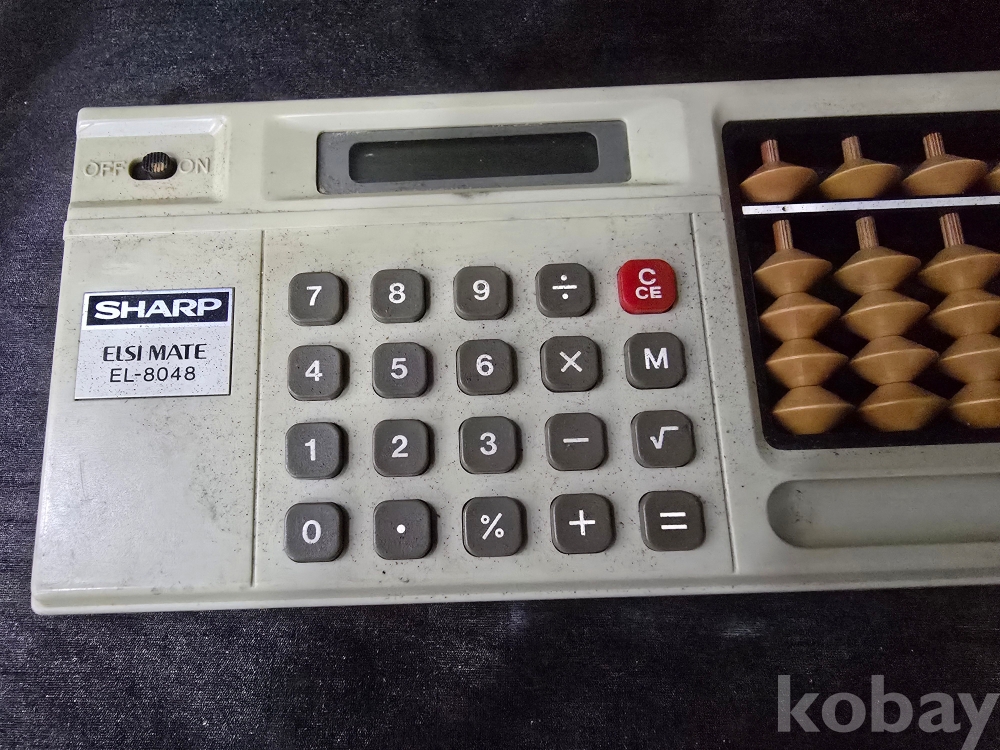 OFF ON
SHARP
ELSI MATE
EL-8048
7 8 9 ÷ C CE
4 5 6 × M
1 2 3 − √
0 . % + =
kobay